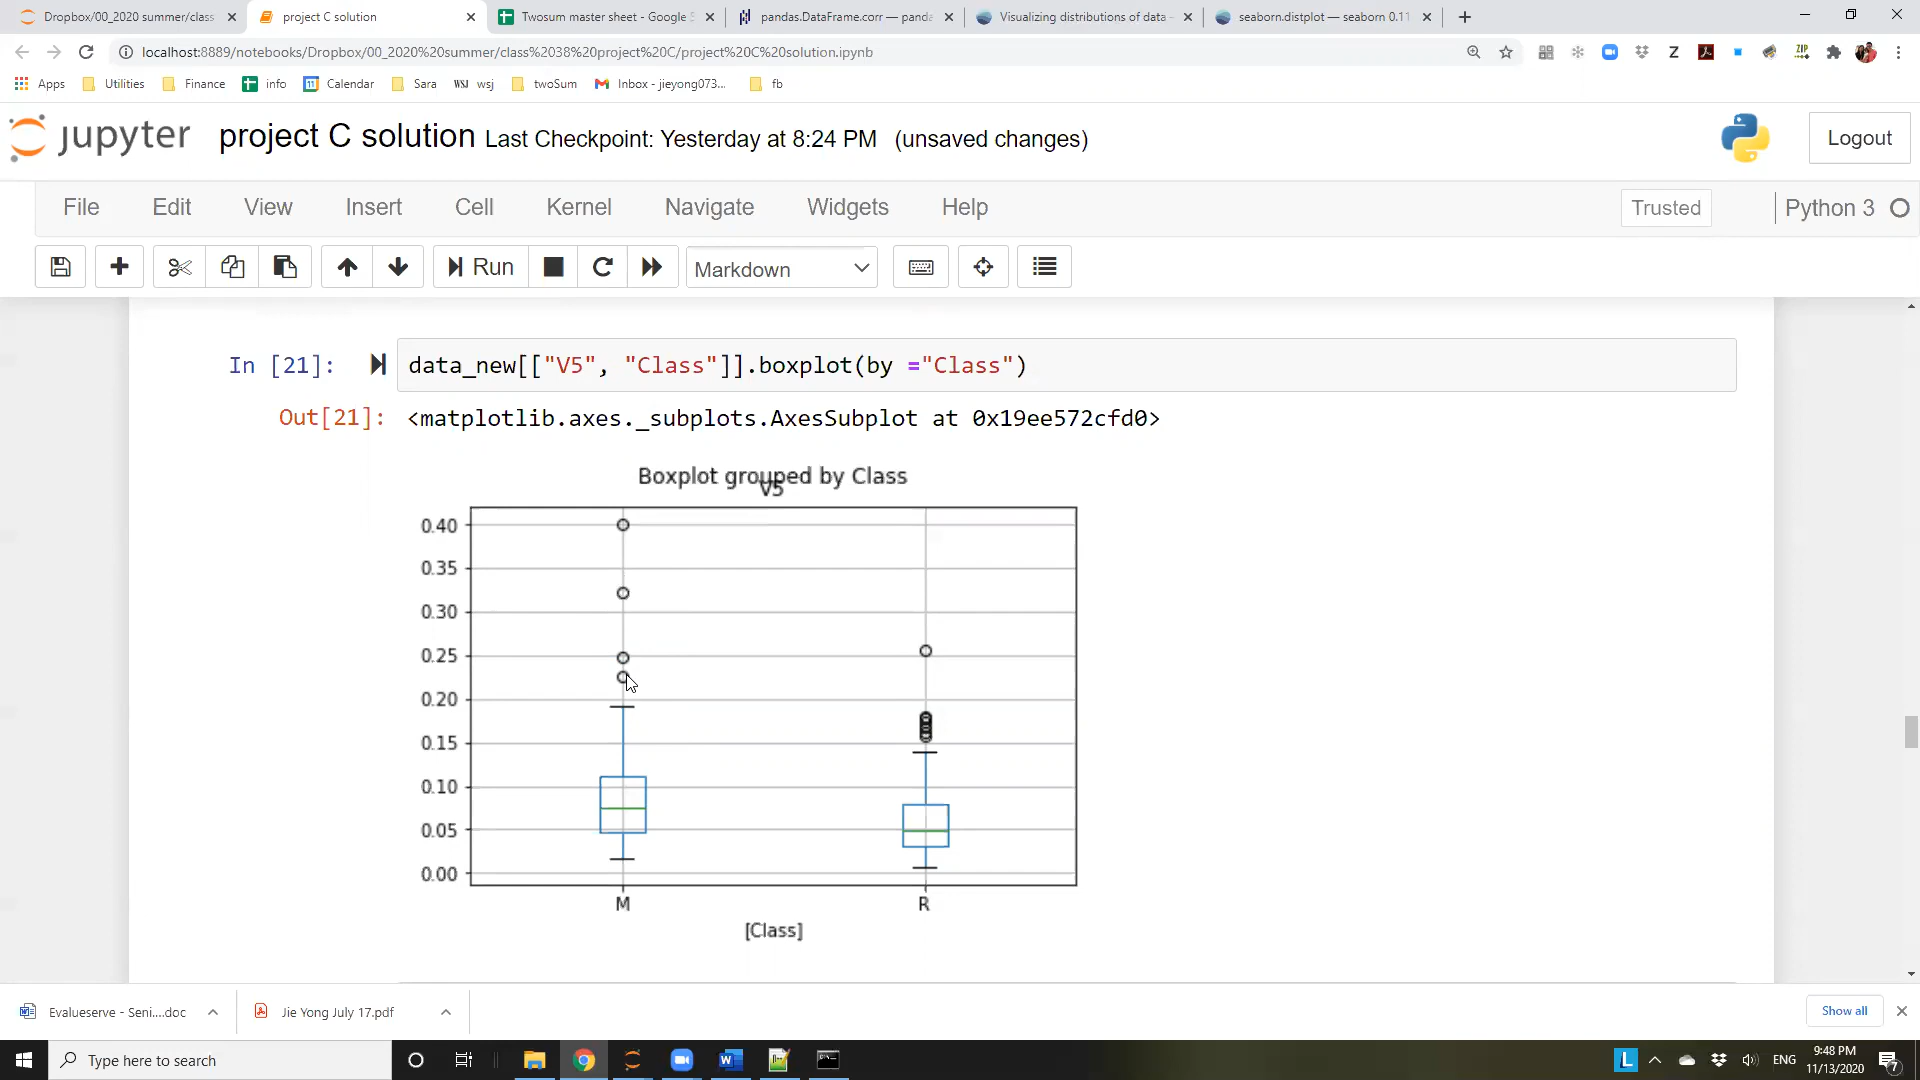 Dropbox/00_2020 summer/class
project C solution
Twosum master sheet - Google S
pandas.DataFrame.corr — panda
Visualizing distributions of data
seaborn.distplot — seaborn 0.11
localhost:8889/notebooks/Dropbox/00_2020%20summer/class%2038%20project%20C/project%20C%20solution.ipynb
Apps Utilities Finance info Calendar Sara WSJ wsj twoSum Inbox - jieyong073... fb
jupyter project C solution Last Checkpoint: Yesterday at 8:24 PM (unsaved changes)
Logout
File Edit View Insert Cell Kernel Navigate Widgets Help
Trusted Python 3
Run Markdown
In [21]: data_new[["V5", "Class"]].boxplot(by ="Class")
Out[21]: <matplotlib.axes._subplots.AxesSubplot at 0x19ee572cfd0>
Boxplot grouped by Class
V5
0.40
0.35
0.30
0.25
0.20
0.15
0.10
0.05
0.00
M R
[Class]
Evalueserve - Seni....doc
Jie Yong July 17.pdf
Show all
Type here to search
ENG
9:48 PM
11/13/2020